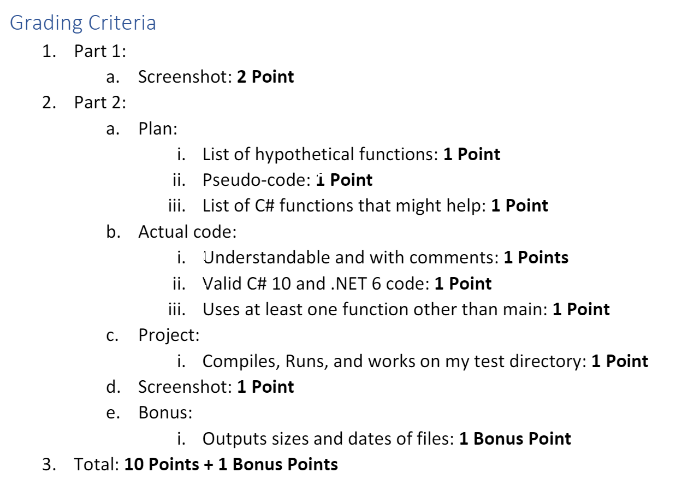 Grading Criteria
1. Part 1:
a. Screenshot: 2 Point
2. Part 2:
a. Plan:
i. List of hypothetical functions: 1 Point
ii. Pseudo-code: 1 Point
iii. List of C# functions that might help: 1 Point
b. Actual code:
i. Understandable and with comments: 1 Points
ii. Valid C# 10 and .NET 6 code: 1 Point
iii. Uses at least one function other than main: 1 Point
c. Project:
i. Compiles, Runs, and works on my test directory: 1 Point
d. Screenshot: 1 Point
e. Bonus:
i. Outputs sizes and dates of files: 1 Bonus Point
3. Total: 10 Points + 1 Bonus Points